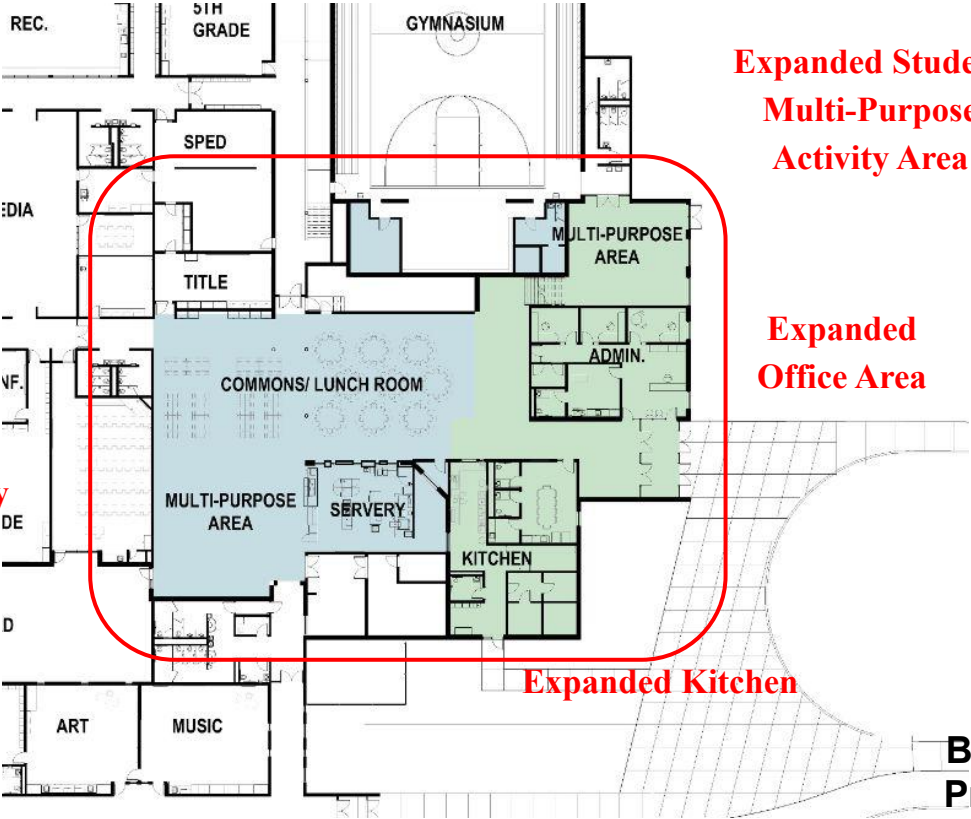 REC.
5TH
GRADE
GYMNASIUM
Expanded Stude
Multi-Purpose
Activity Area
SPED
EDIA
MULTI-PURPOSE
AREA
TITLE
Expanded
Office Area
ADMIN.
COMMONS/ LUNCH ROOM
NF.
MULTI-PURPOSE
AREA
SERVERY
y
DE
KITCHEN
D
Expanded Kitchen
ART
MUSIC
B
P